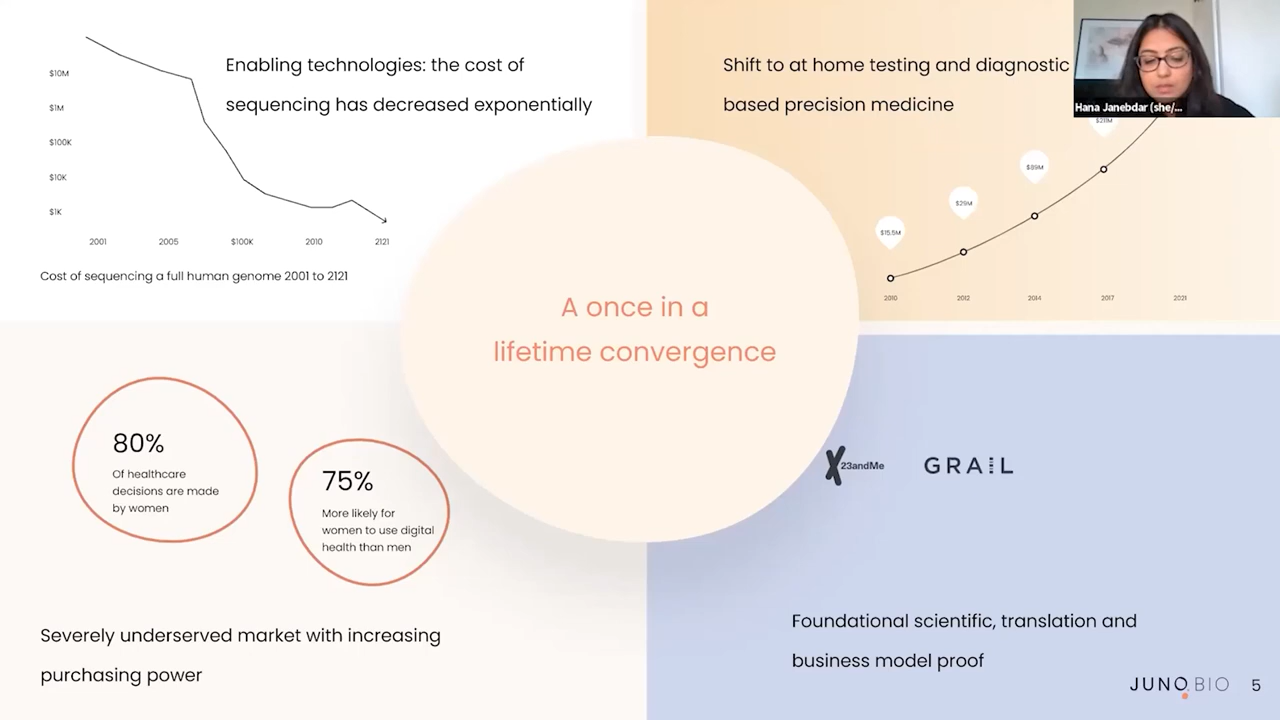 Enabling technologies: the cost of
sequencing has decreased exponentially
$10M
$1M
$100K
$10K
$1K
2001 2005 $100K 2010 2121
Cost of sequencing a full human genome 2001 to 2121
Shift to at home testing and diagnostic
based precision medicine
Hana Janebdar (she/...
$211M
$89M
$29M
$15.5M
2010 2012 2014 2017 2021
A once in a
lifetime convergence
80%
Of healthcare
decisions are made
by women
75%
More likely for
women to use digital
health than men
Severely underserved market with increasing
purchasing power
23andMe
GRAIL
Foundational scientific, translation and
business model proof
JUNO BIO 5